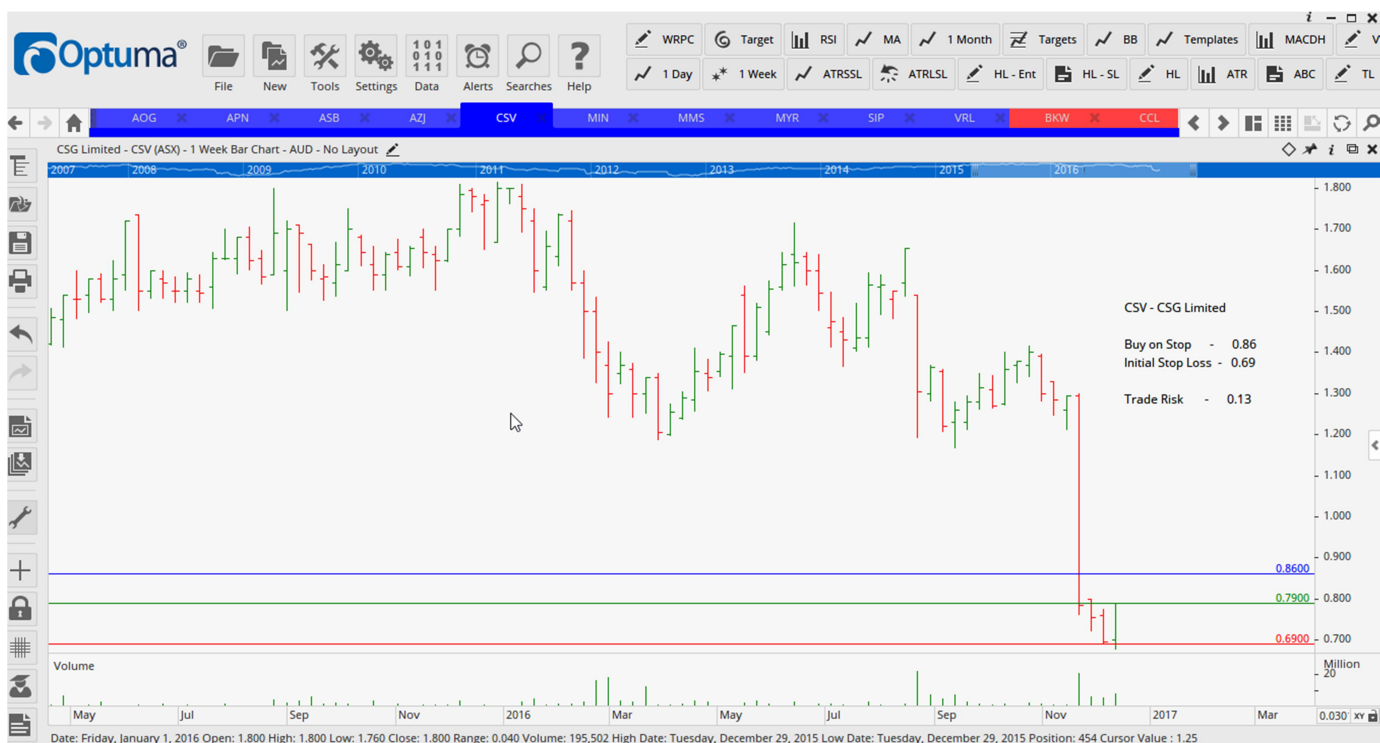 Optuma®
File New Tools Settings Data Alerts Searches Help
101
010
111
WRPC Target RSI MA 1 Month Targets BB Templates MACDH V
1 Day 1 Week ATRSSL ATRLSL HL - Ent HL - SL HL ATR ABC TL
AOG APN ASB AZJ CSV MIN MMS MYR SIP VRL BKW CCL
CSG Limited - CSV (ASX) - 1 Week Bar Chart - AUD - No Layout
2007 2008 2009 2010 2011 2012 2013 2014 2015 2016
1.800
1.700
1.600
1.500
CSV - CSG Limited
Buy on Stop - 0.86
1.400
Initial Stop Loss - 0.69
Trade Risk - 0.13
1.300
1.200
1.100
1.000
0.900
0.8600
0.7900
0.800
0.6900
0.700
Volume
Million
20
May Jul Sep Nov 2016 Mar May Jul Sep Nov 2017 Mar 0.030 XY
Date: Friday, January 1, 2016 Open: 1.800 High: 1.800 Low: 1.760 Close: 1.800 Range: 0.040 Volume: 195,502 High Date: Tuesday, December 29, 2015 Low Date: Tuesday, December 29, 2015 Position: 454 Cursor Value : 1.25